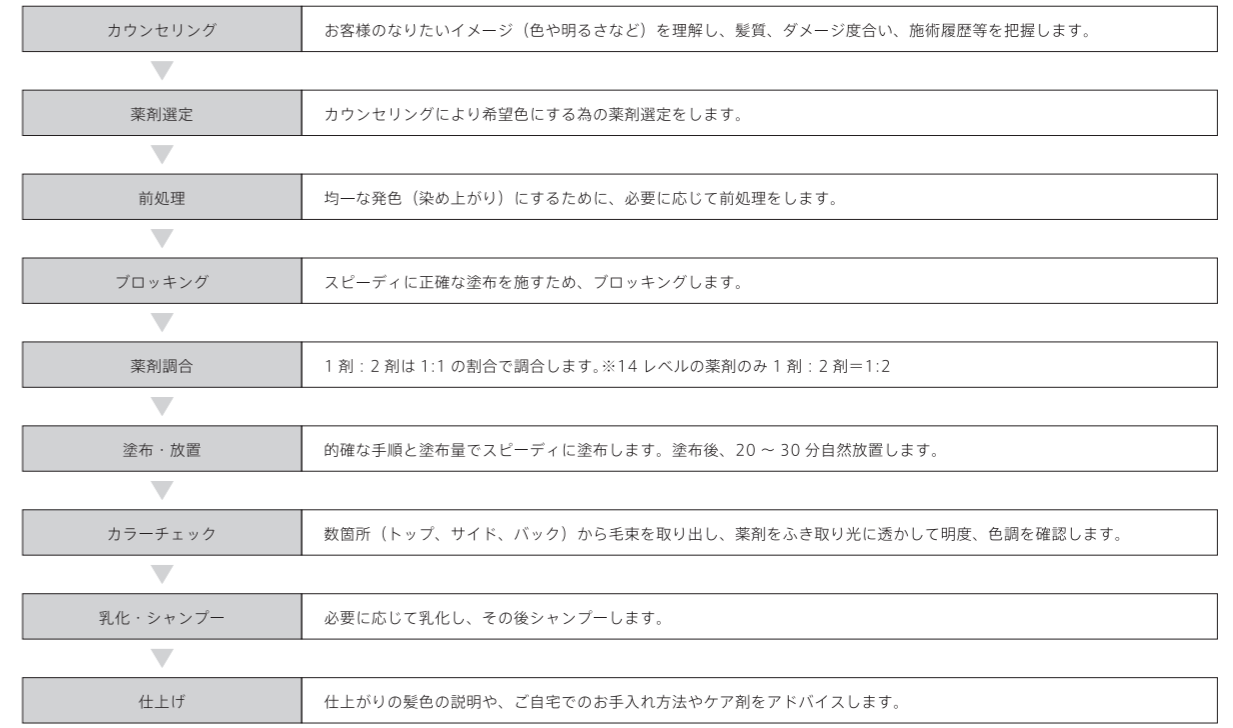 カウンセリング
お客様のなりたいイメージ（色や明るさなど）を理解し、髪質、ダメージ度合い、施術履歴等を把握します。
薬剤選定
カウンセリングにより希望色にする為の薬剤選定をします。
前処理
均一な発色（染め上がり）にするために、必要に応じて前処理をします。
ブロッキング
スピーディに正確な塗布を施すため、ブロッキングします。
薬剤調合
1 剤：2 剤は 1:1 の割合で調合します。※14 レベルの薬剤のみ 1 剤：2 剤＝1:2
塗布・放置
的確な手順と塗布量でスピーディに塗布します。塗布後、20 〜 30 分自然放置します。
カラーチェック
数箇所（トップ、サイド、バック）から毛束を取り出し、薬剤をふき取り光に透かして明度、色調を確認します。
乳化・シャンプー
必要に応じて乳化し、その後シャンプーします。
仕上げ
仕上がりの髪色の説明や、ご自宅でのお手入れ方法やケア剤をアドバイスします。